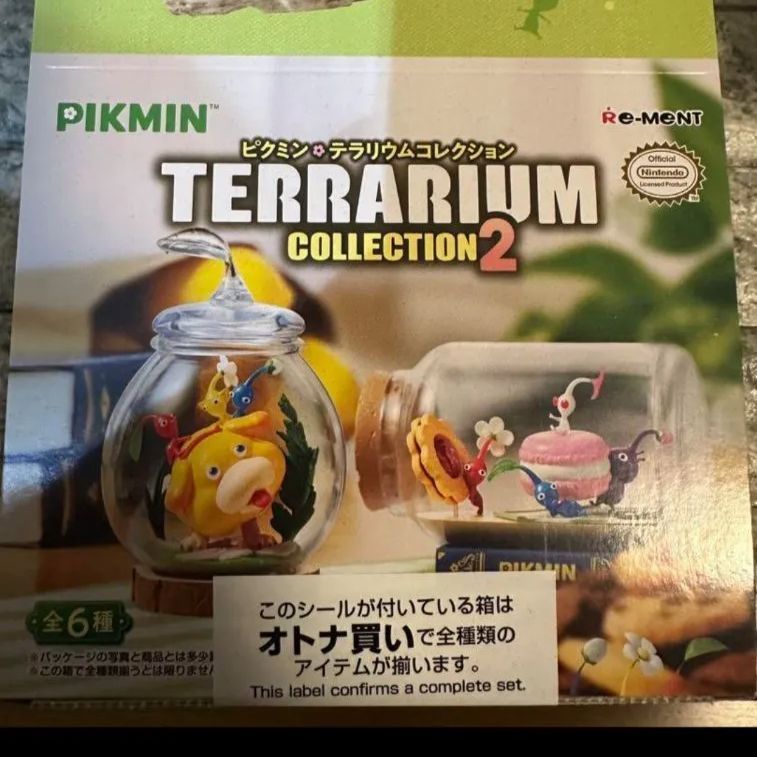 PIKMIN™
Re-MeNT
ピクミン テラリウムコレクション
TERRARIUM
COLLECTION2
Official
Nintendo
Licensed Product
PIKMIN
全6種
※パッケージの写真と商品とは多少
※この箱で全種類揃うとは限りませ
このシールが付いている箱は
オトナ買いで全種類の
アイテムが揃います。
This label confirms a complete set.